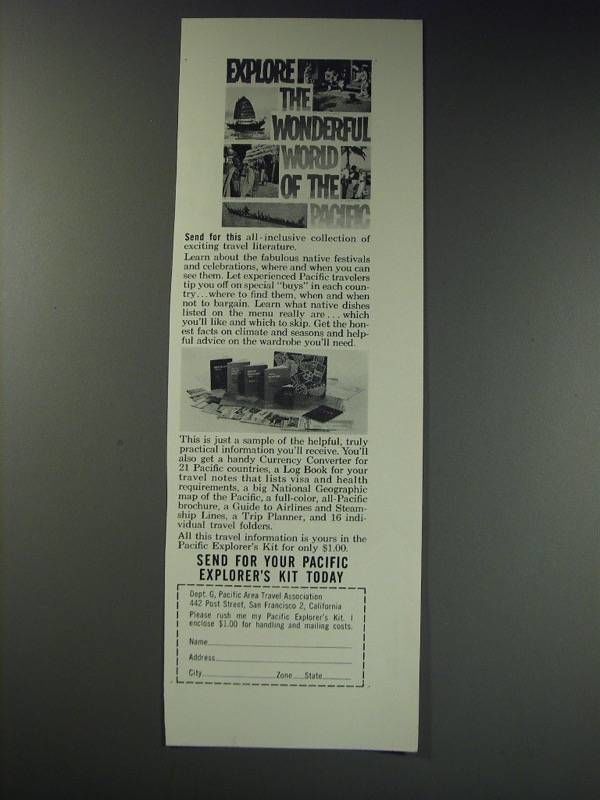 EXPLORE
THE
WONDERFUL
WORLD
OF THE
PACIFIC
Send for this all-inclusive collection of
exciting travel literature.
Learn about the fabulous native festivals
and celebrations, where and when you can
see them. Let experienced Pacific travelers
tip you off on special "buys" in each coun-
try...where to find them, when and when
not to bargain. Learn what native dishes
listed on the menu really are... which
you'll like and which to skip. Get the hon-
est facts on climate and seasons and help-
ful advice on the wardrobe you'll need.
This is just a sample of the helpful, truly
practical information you'll receive. You'll
also get a handy Currency Converter for
21 Pacific countries, a Log Book for your
travel notes that lists visa and health
requirements, a big National Geographic
map of the Pacific, a full-color, all-Pacific
brochure, a Guide to Airlines and Steam-
ship Lines, a Trip Planner, and 16 indi-
vidual travel folders.
All this travel information is yours in the
Pacific Explorer's Kit for only $1.00.
SEND FOR YOUR PACIFIC
EXPLORER'S KIT TODAY
Dept. G, Pacific Area Travel Association
442 Post Street, San Francisco 2, California
Please rush me my Pacific Explorer's Kit. I
enclose $1.00 for handling and mailing costs.
Name
Address
City Zone State